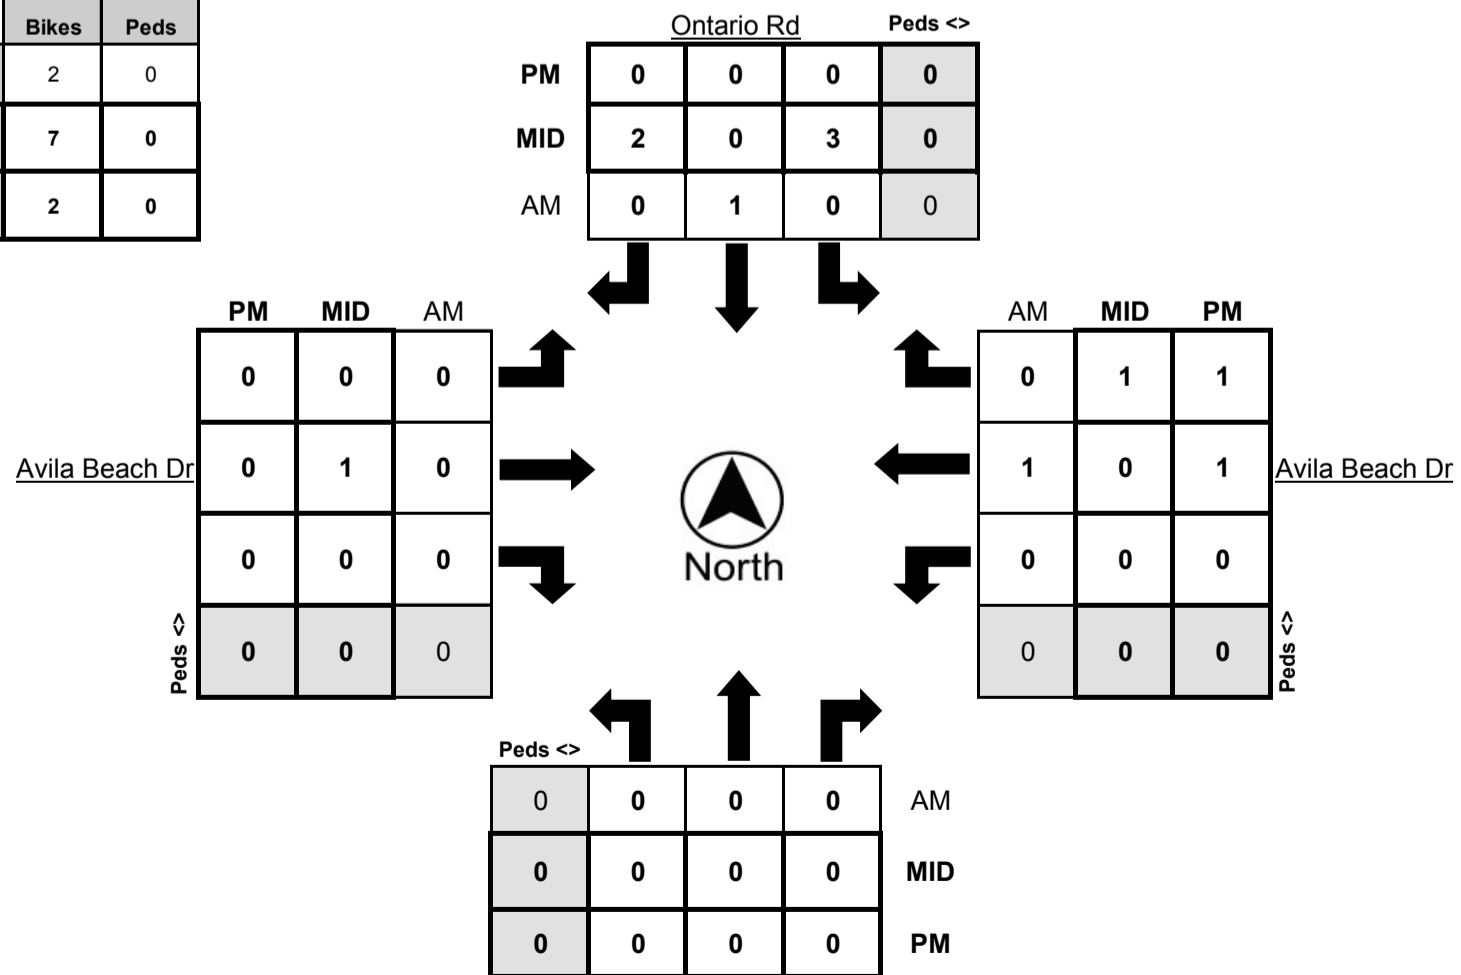 Bikes Peds
2 0
7 0
2 0
Ontario Rd Peds <>
PM 0 0 0 0
MID 2 0 3 0
AM 0 1 0 0
PM MID AM
0 0 0
Avila Beach Dr 0 1 0
0 0 0
Peds <> 0 0 0
North
AM MID PM
0 1 1
1 0 1 Avila Beach Dr
0 0 0
0 0 0 Peds <>
Peds <>
0 0 0 0 AM
0 0 0 0 MID
0 0 0 0 PM